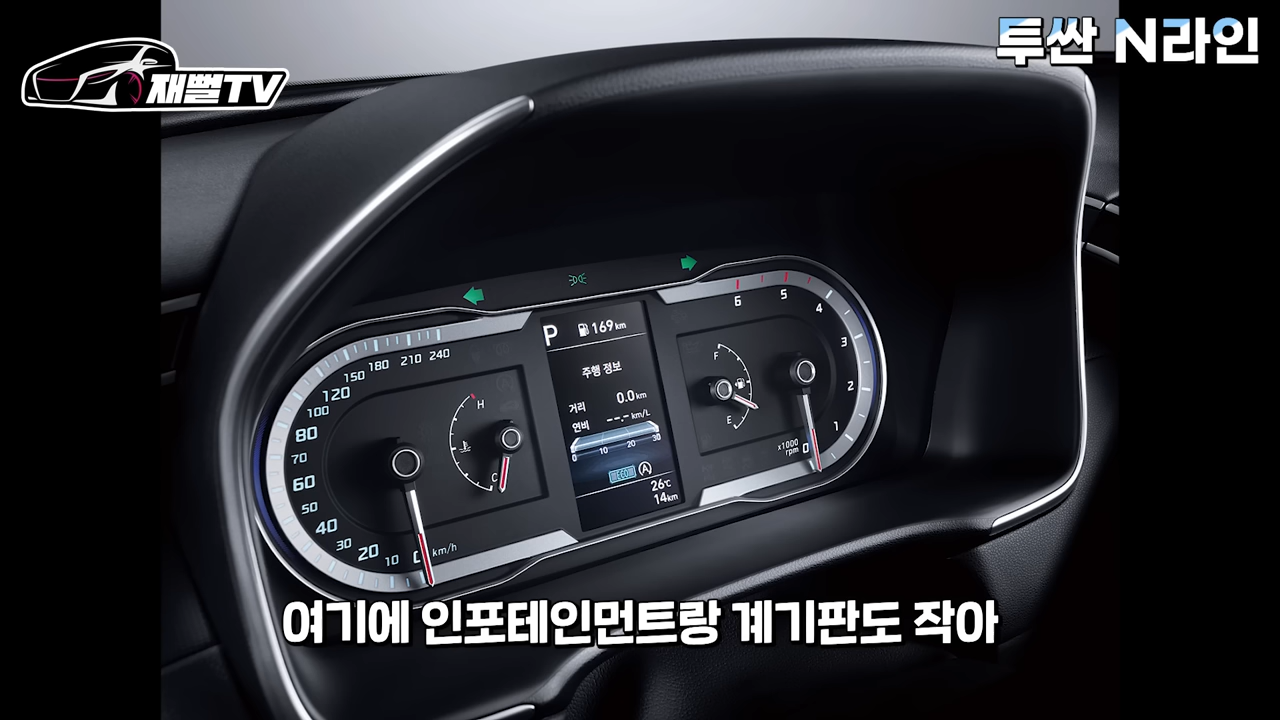 재뻘TV
투싼 N라인
P
169 km
주행 정보
거리 0.0 km
연비 --.- km/L
0 10 20 30
ECO A
26℃
14 km
0 10 20 30 40 50 60 70 80 100 120 150 180 210 240
km/h
H
C
F
E
0 1 2 3 4 5 6
x1000
rpm
여기에 인포테인먼트랑 계기판도 작아